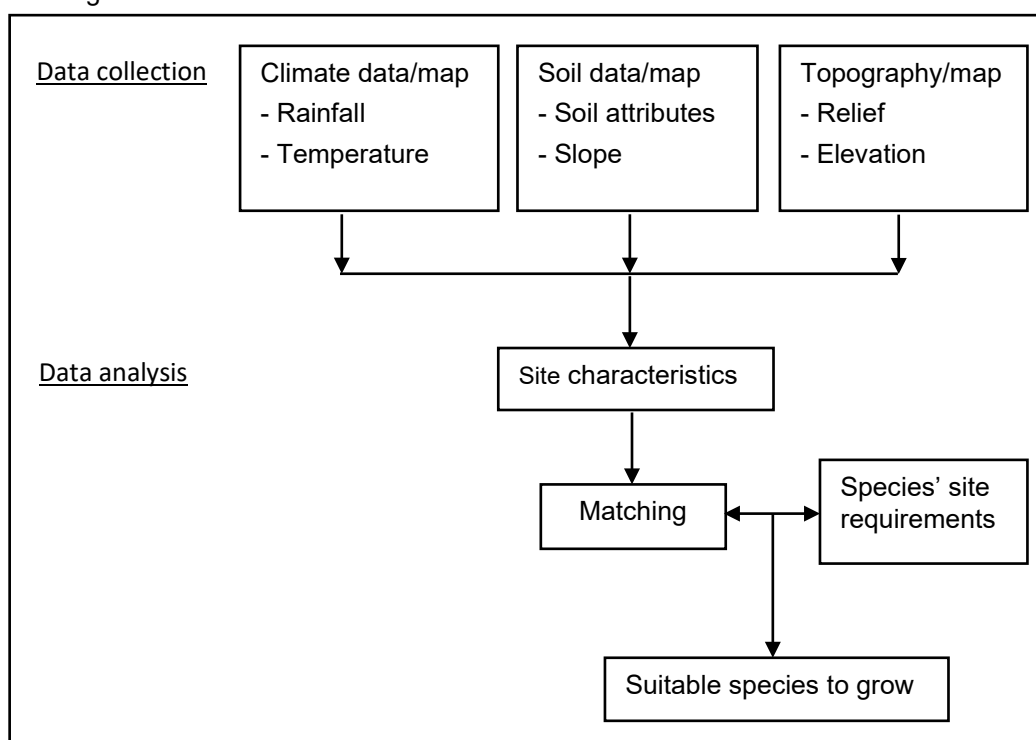 Data collection
Climate data/map
- Rainfall
- Temperature
Soil data/map
- Soil attributes
- Slope
Topography/map
- Relief
- Elevation
Data analysis
Site characteristics
Matching
Species’ site
requirements
Suitable species to grow